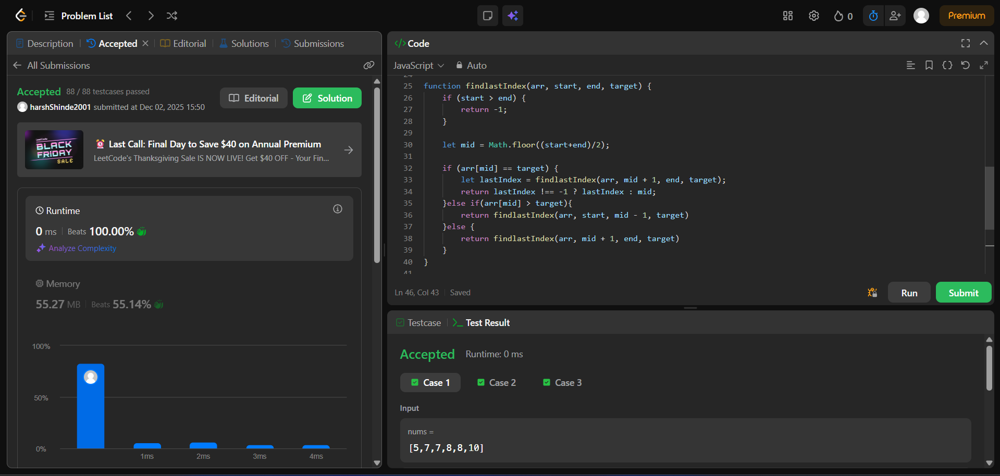 Problem List
0
Premium
Description
Accepted
Editorial
Solutions
Submissions
All Submissions
Accepted 88 / 88 testcases passed
harshShinde2001 submitted at Dec 02, 2025 15:50
Editorial
Solution
LeetCode
BLACK
FRIDAY
SALE
⏰ Last Call: Final Day to Save $40 on Annual Premium
LeetCode's Thanksgiving Sale IS NOW LIVE! Get $40 OFF - Your Fin...
Runtime
0 ms Beats 100.00%
Analyze Complexity
Memory
55.27 MB Beats 55.14%
100%
50%
0%
1ms 2ms 3ms 4ms
</> Code
JavaScript Auto
24
25 function findlastIndex(arr, start, end, target) {
26     if (start > end) {
27         return -1;
28     }
29
30     let mid = Math.floor((start+end)/2);
31
32     if (arr[mid] == target) {
33         let lastIndex = findlastIndex(arr, mid + 1, end, target);
34         return lastIndex !== -1 ? lastIndex : mid;
35     }else if(arr[mid] > target){
36         return findlastIndex(arr, start, mid - 1, target)
37     }else {
38         return findlastIndex(arr, mid + 1, end, target)
39     }
40 }
41
Ln 46, Col 43 Saved
Run
Submit
Testcase
Test Result
Accepted Runtime: 0 ms
Case 1
Case 2
Case 3
Input
nums =
[5,7,7,8,8,10]